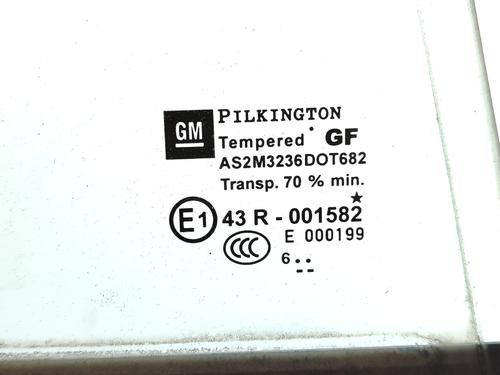 GM PILKINGTON
Tempered • GF
AS2M3236DOT682
Transp. 70 % min.
E1 43 R - 001582
CCC E 000199
6 . .